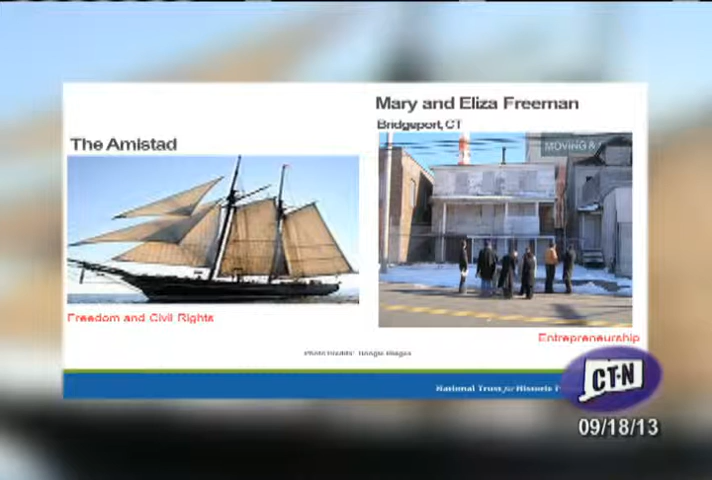 Mary and Eliza Freeman
Bridgeport, CT
The Amistad
MOVING &
Freedom and Civil Rights
Entrepreneurship
Photo Credits: Google Images
National Trust for Historic
CT-N
09/18/13